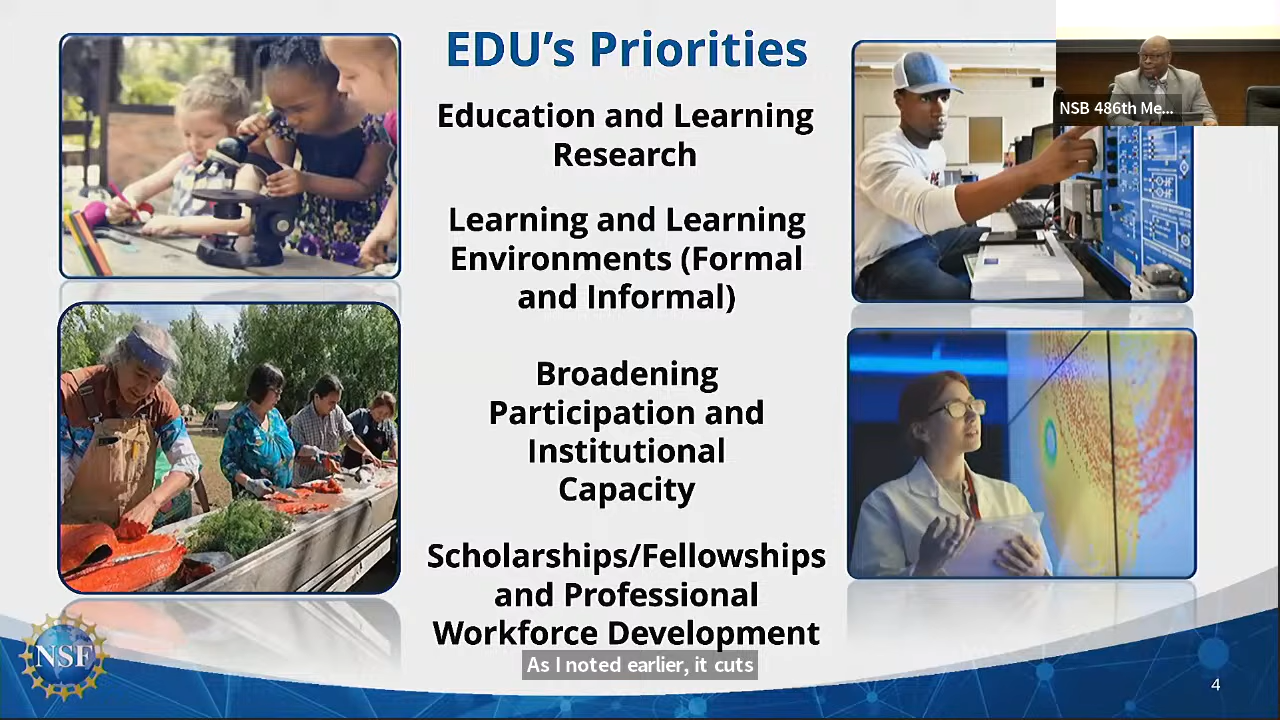 EDU's Priorities
NSB 486th Me...
Education and Learning
Research
Learning and Learning
Environments (Formal
and Informal)
Broadening
Participation and
Institutional
Capacity
Scholarships/Fellowships
and Professional
Workforce Development
As I noted earlier, it cuts
NSF
4